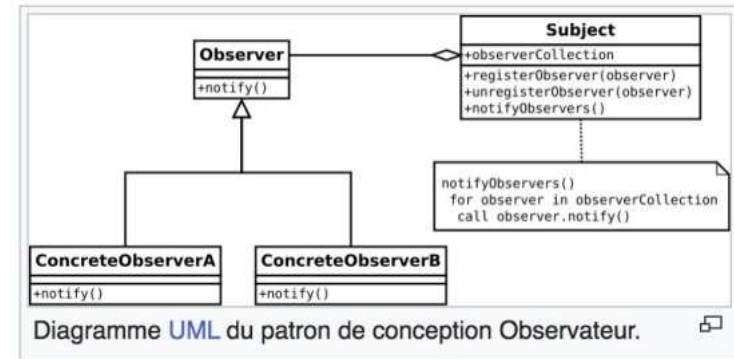 Observer
+notify()
Subject
+observerCollection
+registerObserver(observer)
+unregisterObserver(observer)
+notifyObservers()
notifyObservers()
for observer in observerCollection
call observer.notify()
ConcreteObserverA
+notify()
ConcreteObserverB
+notify()
Diagramme UML du patron de conception Observateur.